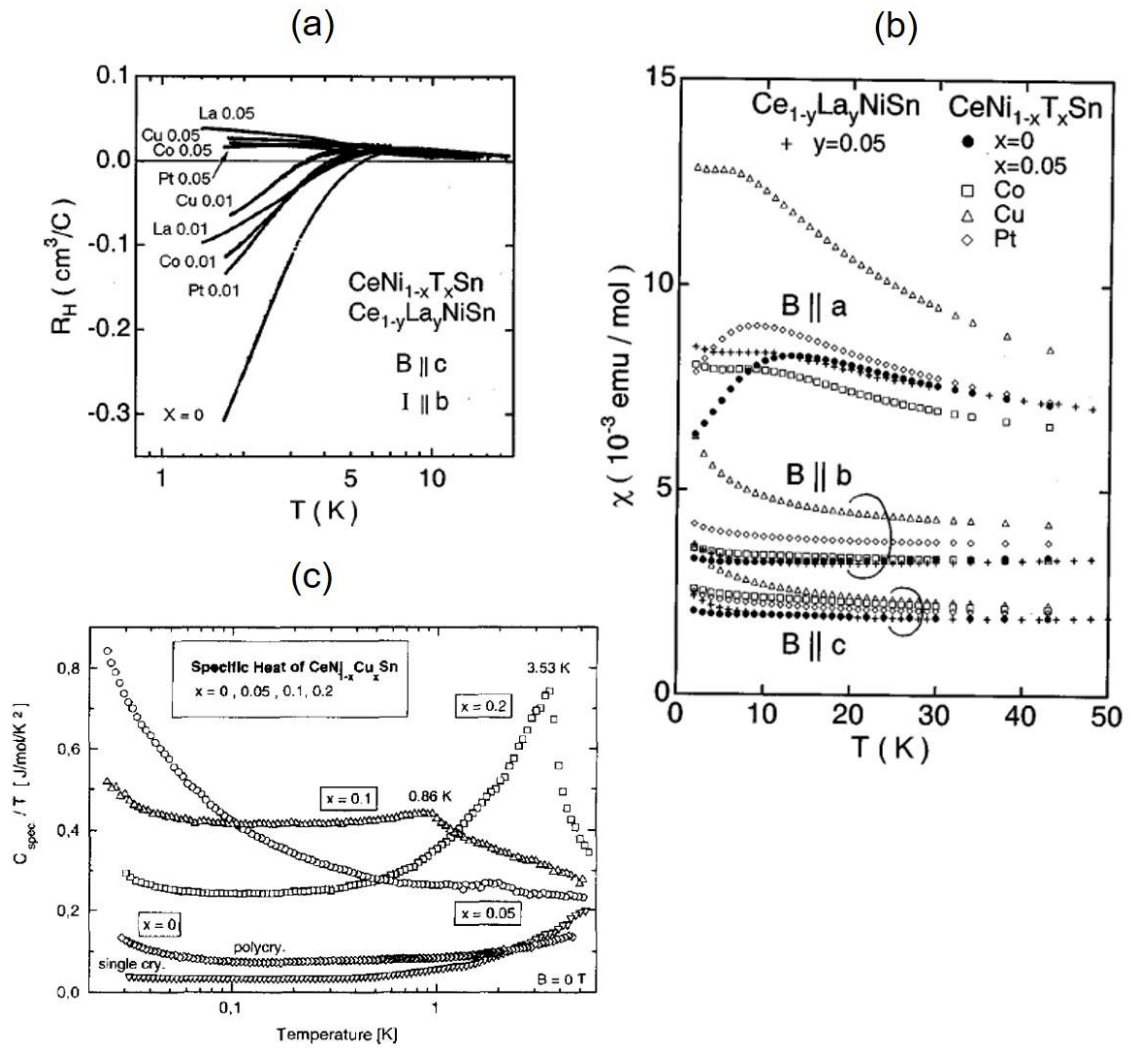 (a)
0.1
0.0
-0.1
-0.2
-0.3
R_H ( cm³/C )
La 0.05
Cu 0.05
Co 0.05
Pt 0.05
Cu 0.01
La 0.01
Co 0.01
Pt 0.01
X = 0
CeNi₁₋ₓTₓSn
Ce₁₋yLayNiSn
B || c
I || b
1
5
10
T ( K )
(b)
15
10
5
0
χ ( 10⁻³ emu / mol )
Ce₁₋yLayNiSn
+ y=0.05
CeNi₁₋ₓTₓSn
● x=0
x=0.05
□ Co
△ Cu
◇ Pt
B || a
B || b
B || c
0
10
20
30
40
50
T ( K )
(c)
0,8
0,6
0,4
0,2
0,0
C spec. / T [ J/mol/K² ]
Specific Heat of CeNi₁₋ₓCuₓSn
x = 0 , 0.05 , 0.1 , 0.2
3.53 K
x = 0.2
x = 0.1
0.86 K
x = 0.05
x = 0
polycry.
single cry.
B = 0 T
0,1
1
Temperature [K]